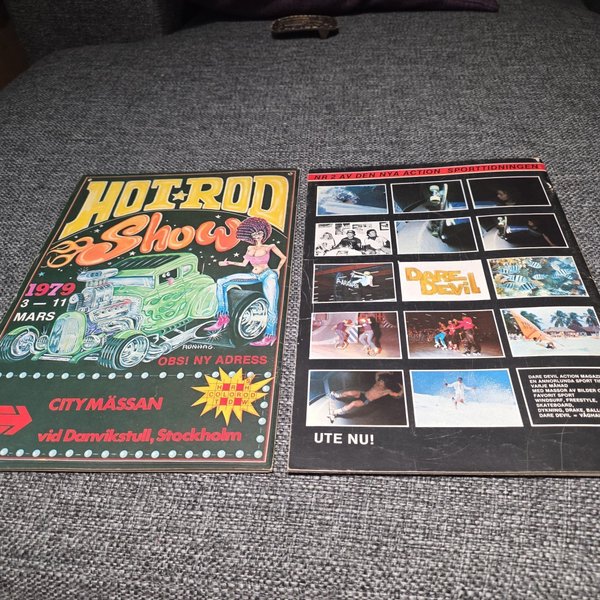 HOT ROD
& Show
1979
3 — 11
MARS
OBS! NY ADRESS
CITYMÄSSAN
vid Danvikstull, Stockholm
NR 2 AV DEN NYA ACTION SPORTTIDNINGEN
DARE
DEVIL
DARE DEVIL ACTION MAGAZ
EN ANNORLUNDA SPORT TI
VARJE MÅNAD
MED MASSOR AV BILDER
FAVORIT SPORT
WINDSURF, FREESTYLE,
SKATEBOARD,
DYKNING, DRAKE, BALL
DARE DEVIL = VÅGHA
UTE NU!